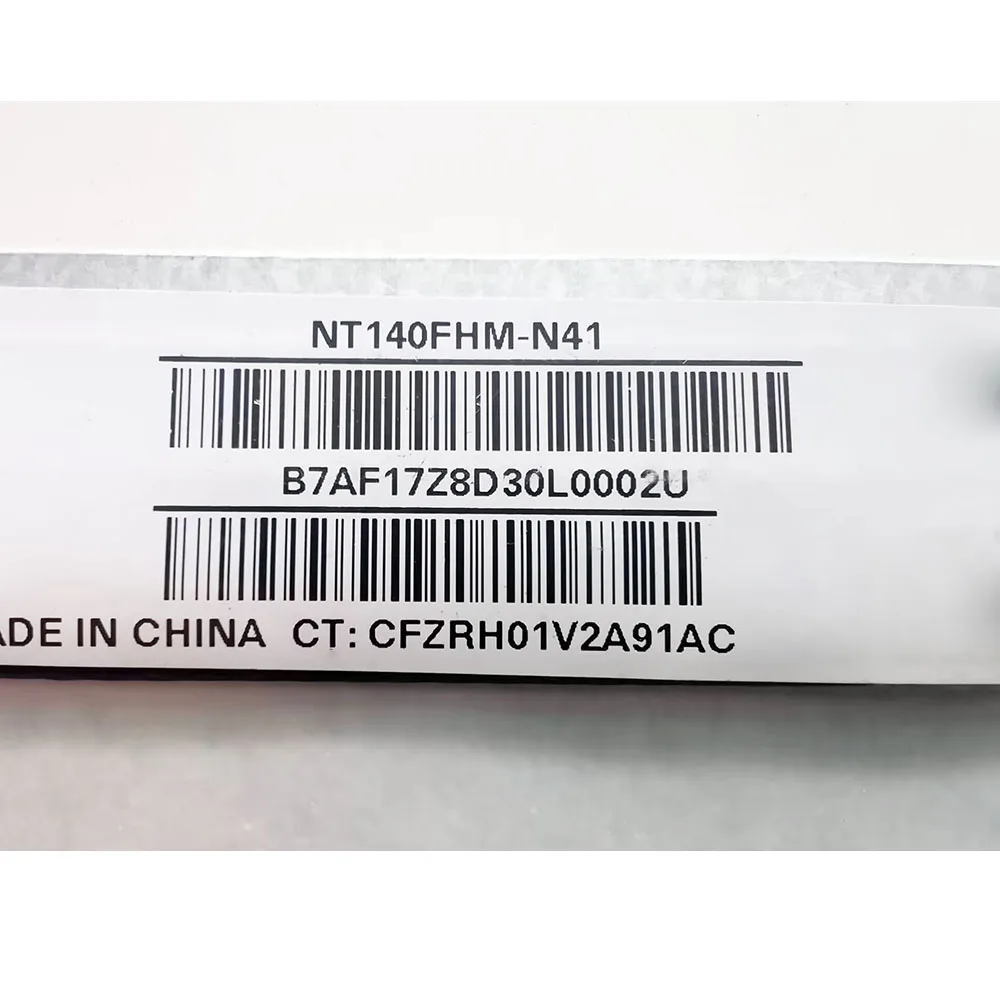 NT140FHM-N41
B7AF17Z8D30L0002U
ADE IN CHINA CT: CFZRH01V2A91AC